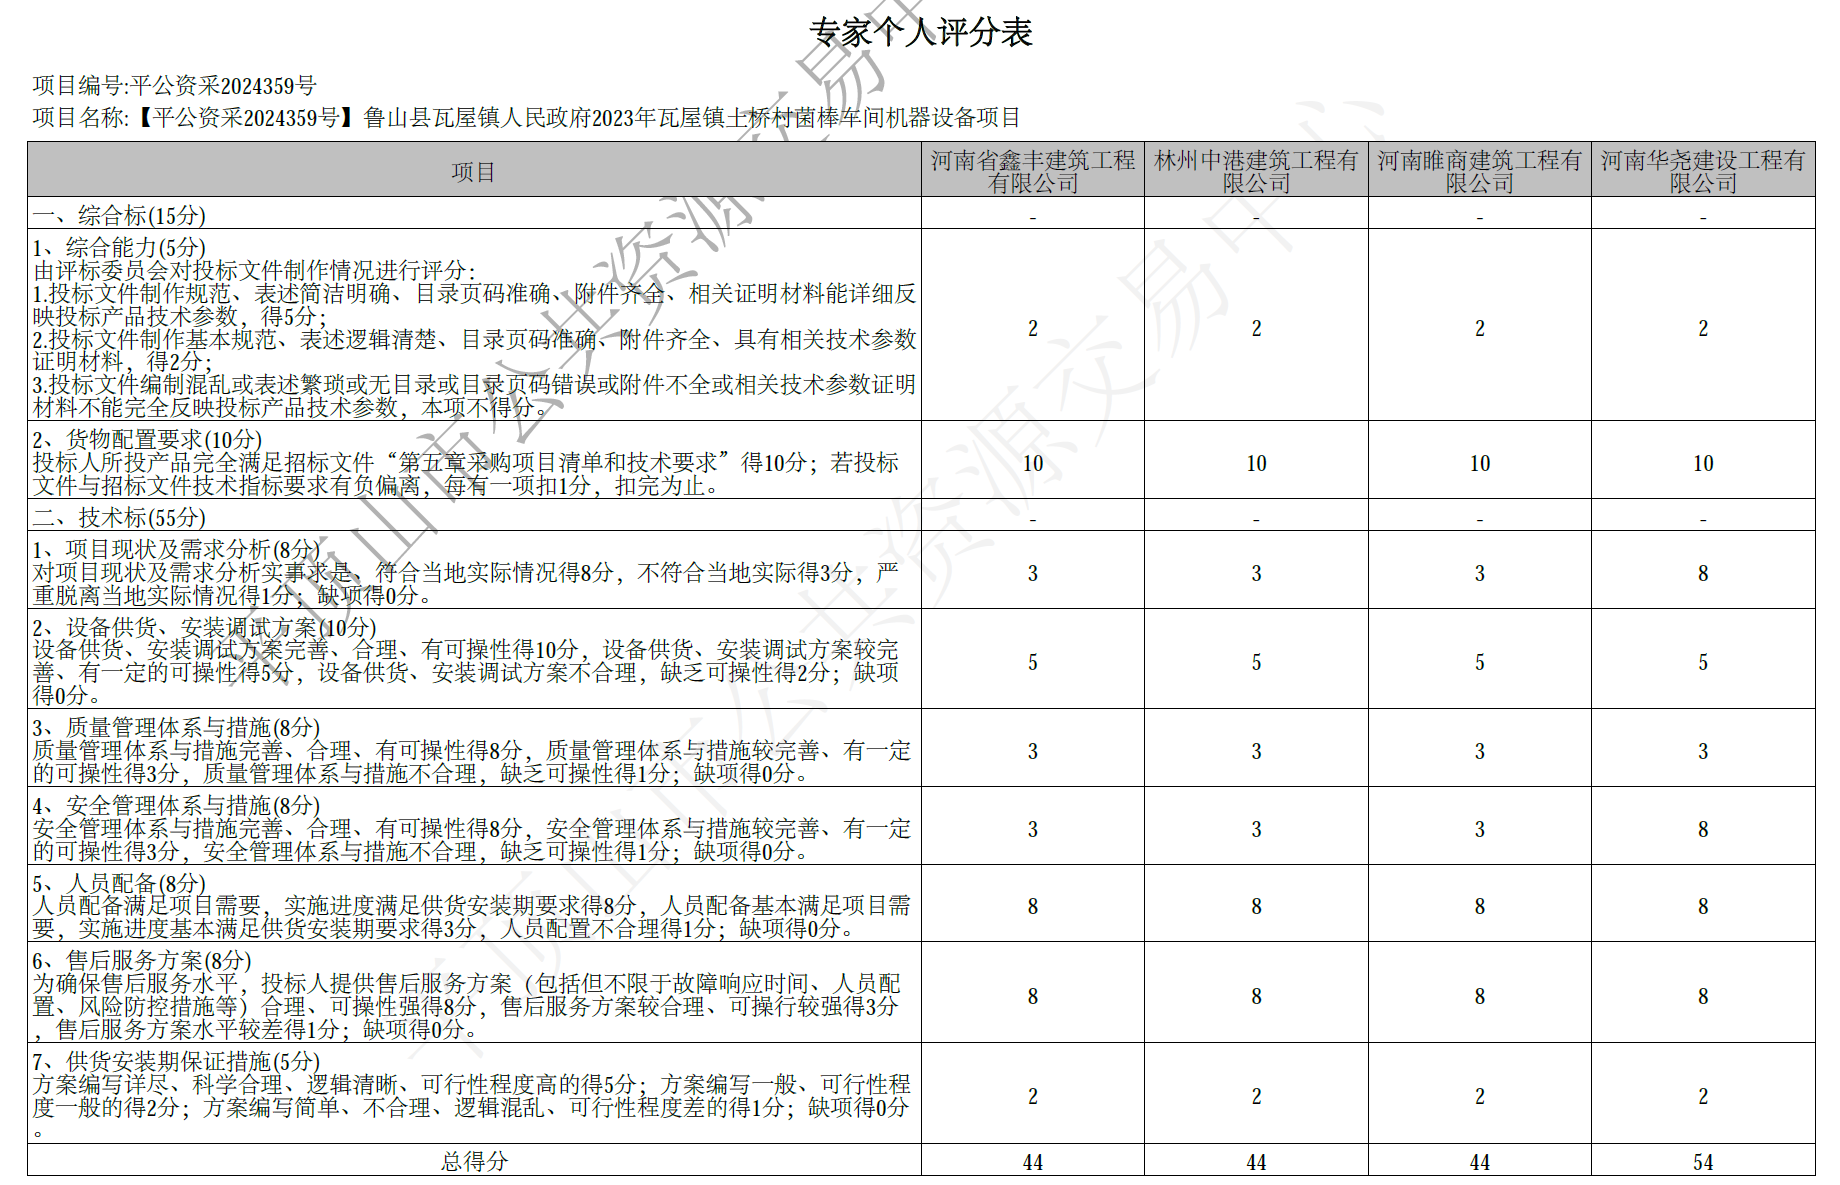 专家个人评分表
项目编号:平公资采2024359号
项目名称:【平公资采2024359号】鲁山县瓦屋镇人民政府2023年瓦屋镇土桥村菌棒车间机器设备项目
项目 河南省鑫丰建筑工程有限公司 林州中港建筑工程有限公司 河南睢商建筑工程有限公司 河南华尧建设工程有限公司
一、综合标(15分) - - - -
1、综合能力(5分)
由评标委员会对投标文件制作情况进行评分：
1.投标文件制作规范、表述简洁明确、目录页码准确、附件齐全、相关证明材料能详细反
映投标产品技术参数，得5分；
2.投标文件制作基本规范、表述逻辑清楚、目录页码准确、附件齐全、具有相关技术参数
证明材料，得2分；
3.投标文件编制混乱或表述繁琐或无目录或目录页码错误或附件不全或相关技术参数证明
材料不能完全反映投标产品技术参数，本项不得分。
2 2 2 2
2、货物配置要求(10分)
投标人所投产品完全满足招标文件“第五章采购项目清单和技术要求”得10分；若投标
文件与招标文件技术指标要求有负偏离，每有一项扣1分，扣完为止。
10 10 10 10
二、技术标(55分) - - - -
1、项目现状及需求分析(8分)
对项目现状及需求分析实事求是、符合当地实际情况得8分，不符合当地实际得3分，严
重脱离当地实际情况得1分；缺项得0分。
3 3 3 8
2、设备供货、安装调试方案(10分)
设备供货、安装调试方案完善、合理、有可操性得10分，设备供货、安装调试方案较完
善、有一定的可操性得5分，设备供货、安装调试方案不合理，缺乏可操性得2分；缺项
得0分。
5 5 5 5
3、质量管理体系与措施(8分)
质量管理体系与措施完善、合理、有可操性得8分，质量管理体系与措施较完善、有一定
的可操性得3分，质量管理体系与措施不合理，缺乏可操性得1分；缺项得0分。
3 3 3 3
4、安全管理体系与措施(8分)
安全管理体系与措施完善、合理、有可操性得8分，安全管理体系与措施较完善、有一定
的可操性得3分，安全管理体系与措施不合理，缺乏可操性得1分；缺项得0分。
3 3 3 8
5、人员配备(8分)
人员配备满足项目需要，实施进度满足供货安装期要求得8分，人员配备基本满足项目需
要，实施进度基本满足供货安装期要求得3分，人员配置不合理得1分；缺项得0分。
8 8 8 8
6、售后服务方案(8分)
为确保售后服务水平，投标人提供售后服务方案（包括但不限于故障响应时间、人员配
置、风险防控措施等）合理、可操性强得8分，售后服务方案较合理、可操行较强得3分
，售后服务方案水平较差得1分；缺项得0分。
8 8 8 8
7、供货安装期保证措施(5分)
方案编写详尽、科学合理、逻辑清晰、可行性程度高的得5分；方案编写一般、可行性程
度一般的得2分；方案编写简单、不合理、逻辑混乱、可行性程度差的得1分；缺项得0分
。
2 2 2 2
总得分 44 44 44 54
平顶山市公共资源交易中
平顶山市公共资源交易中心